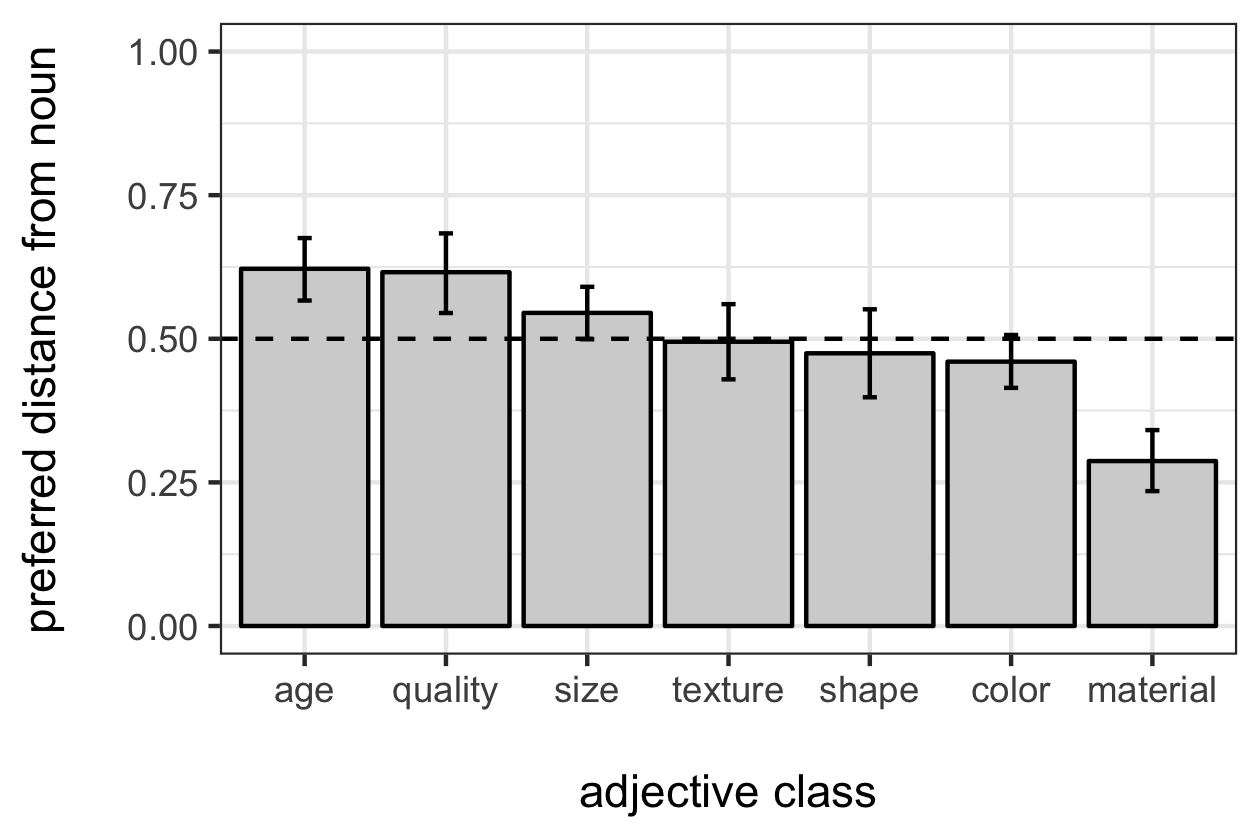 preferred distance from noun
1.00
0.75
0.50
0.25
0.00
age quality size texture shape color material
adjective class